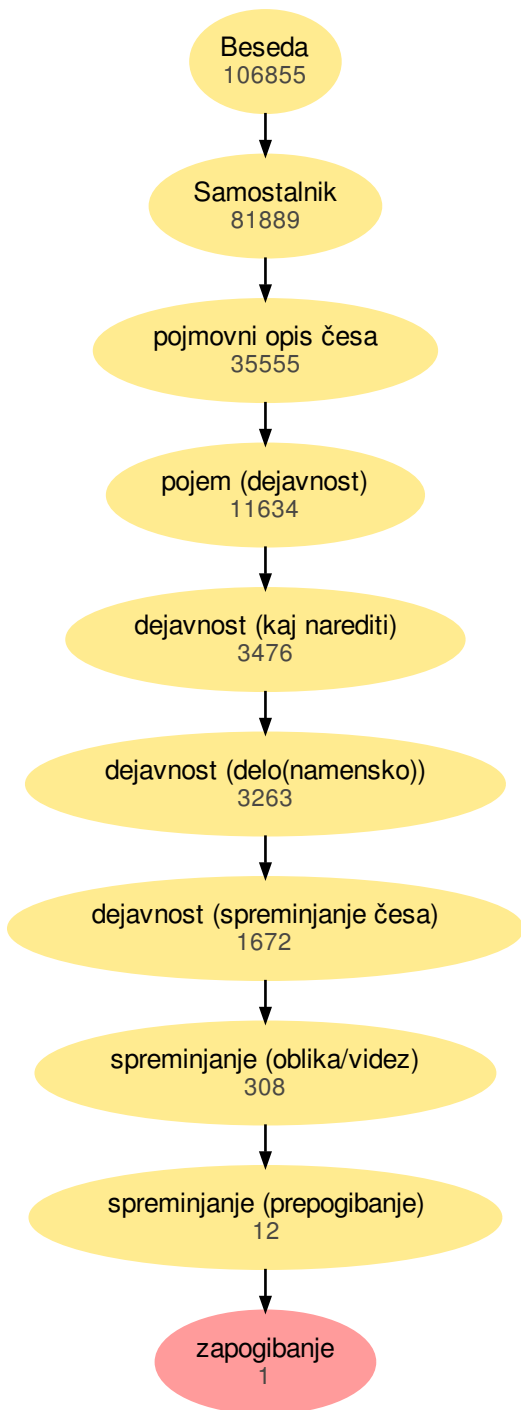 Beseda
106855
Samostalnik
81889
pojmovni opis česa
35555
pojem (dejavnost)
11634
dejavnost (kaj narediti)
3476
dejavnost (delo(namensko))
3263
dejavnost (spreminjanje česa)
1672
spreminjanje (oblika/videz)
308
spreminjanje (prepogibanje)
12
zapogibanje
1